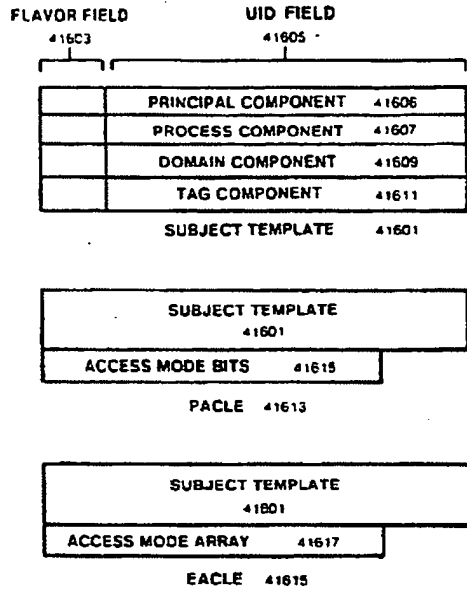 FLAVOR FIELD UID FIELD
41603 41605
PRINCIPAL COMPONENT 41606
PROCESS COMPONENT 41607
DOMAIN COMPONENT 41609
TAG COMPONENT 41611
SUBJECT TEMPLATE 41601
SUBJECT TEMPLATE
41601
ACCESS MODE BITS 41615
PACLE 41613
SUBJECT TEMPLATE
41601
ACCESS MODE ARRAY 41617
EACLE 41615